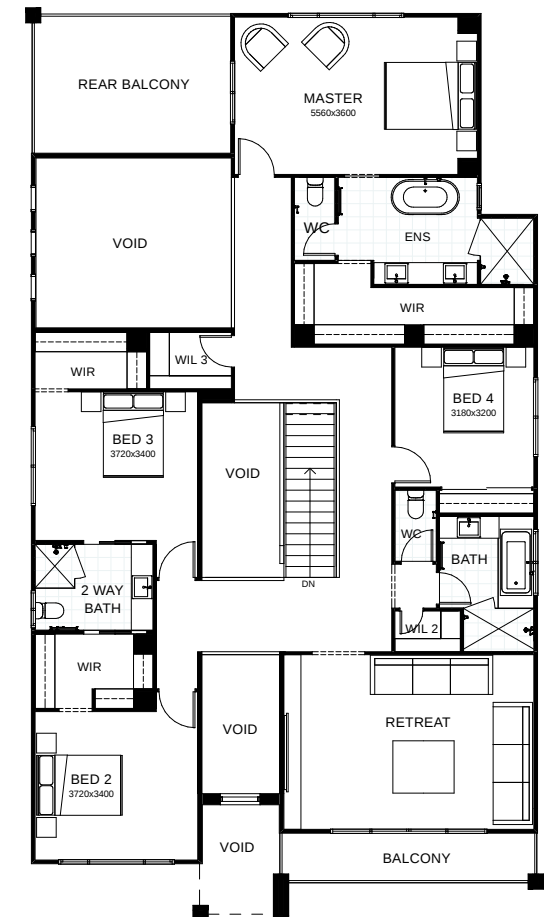 REAR BALCONY
MASTER
5560x3600
WC
ENS
VOID
WIR
WIL 3
WIR
BED 4
3180x3200
BED 3
3720x3400
VOID
WC
BATH
DN
2 WAY
BATH
WIL 2
WIR
RETREAT
VOID
BED 2
3720x3400
VOID
BALCONY